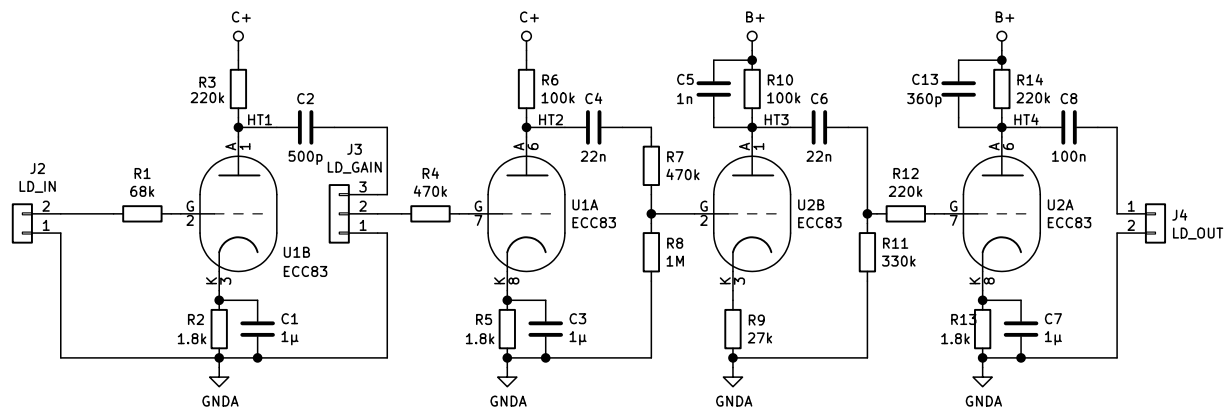 C+
C+
B+
B+
R3
220k
R6
100k
C5
1n
R10
100k
C13
360p
R14
220k
C2
500p
C4
22n
C6
22n
C8
100n
HT1
HT2
HT3
HT4
A
1
A
6
A
1
A
6
J2
LD_IN
2
1
R1
68k
G
2
U1B
ECC83
K
3
J3
LD_GAIN
3
2
1
R4
470k
G
7
U1A
ECC83
K
8
R7
470k
R8
1M
G
2
U2B
ECC83
K
3
R12
220k
R11
330k
G
7
U2A
ECC83
K
8
1
2
J4
LD_OUT
R2
1.8k
C1
1µ
R5
1.8k
C3
1µ
R9
27k
R13
1.8k
C7
1µ
GNDA
GNDA
GNDA
GNDA